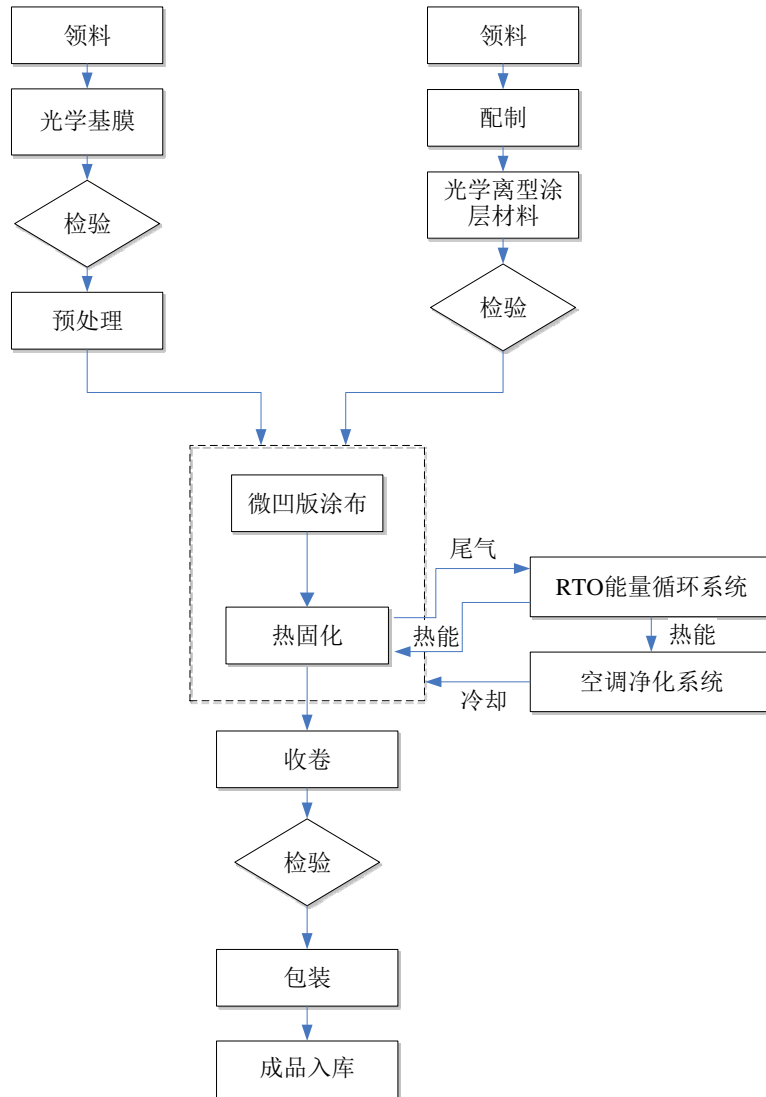 领料
光学基膜
检验
预处理
领料
配制
光学离型涂
层材料
检验
微凹版涂布
热固化
尾气
热能
RTO能量循环系统
热能
空调净化系统
冷却
收卷
检验
包装
成品入库